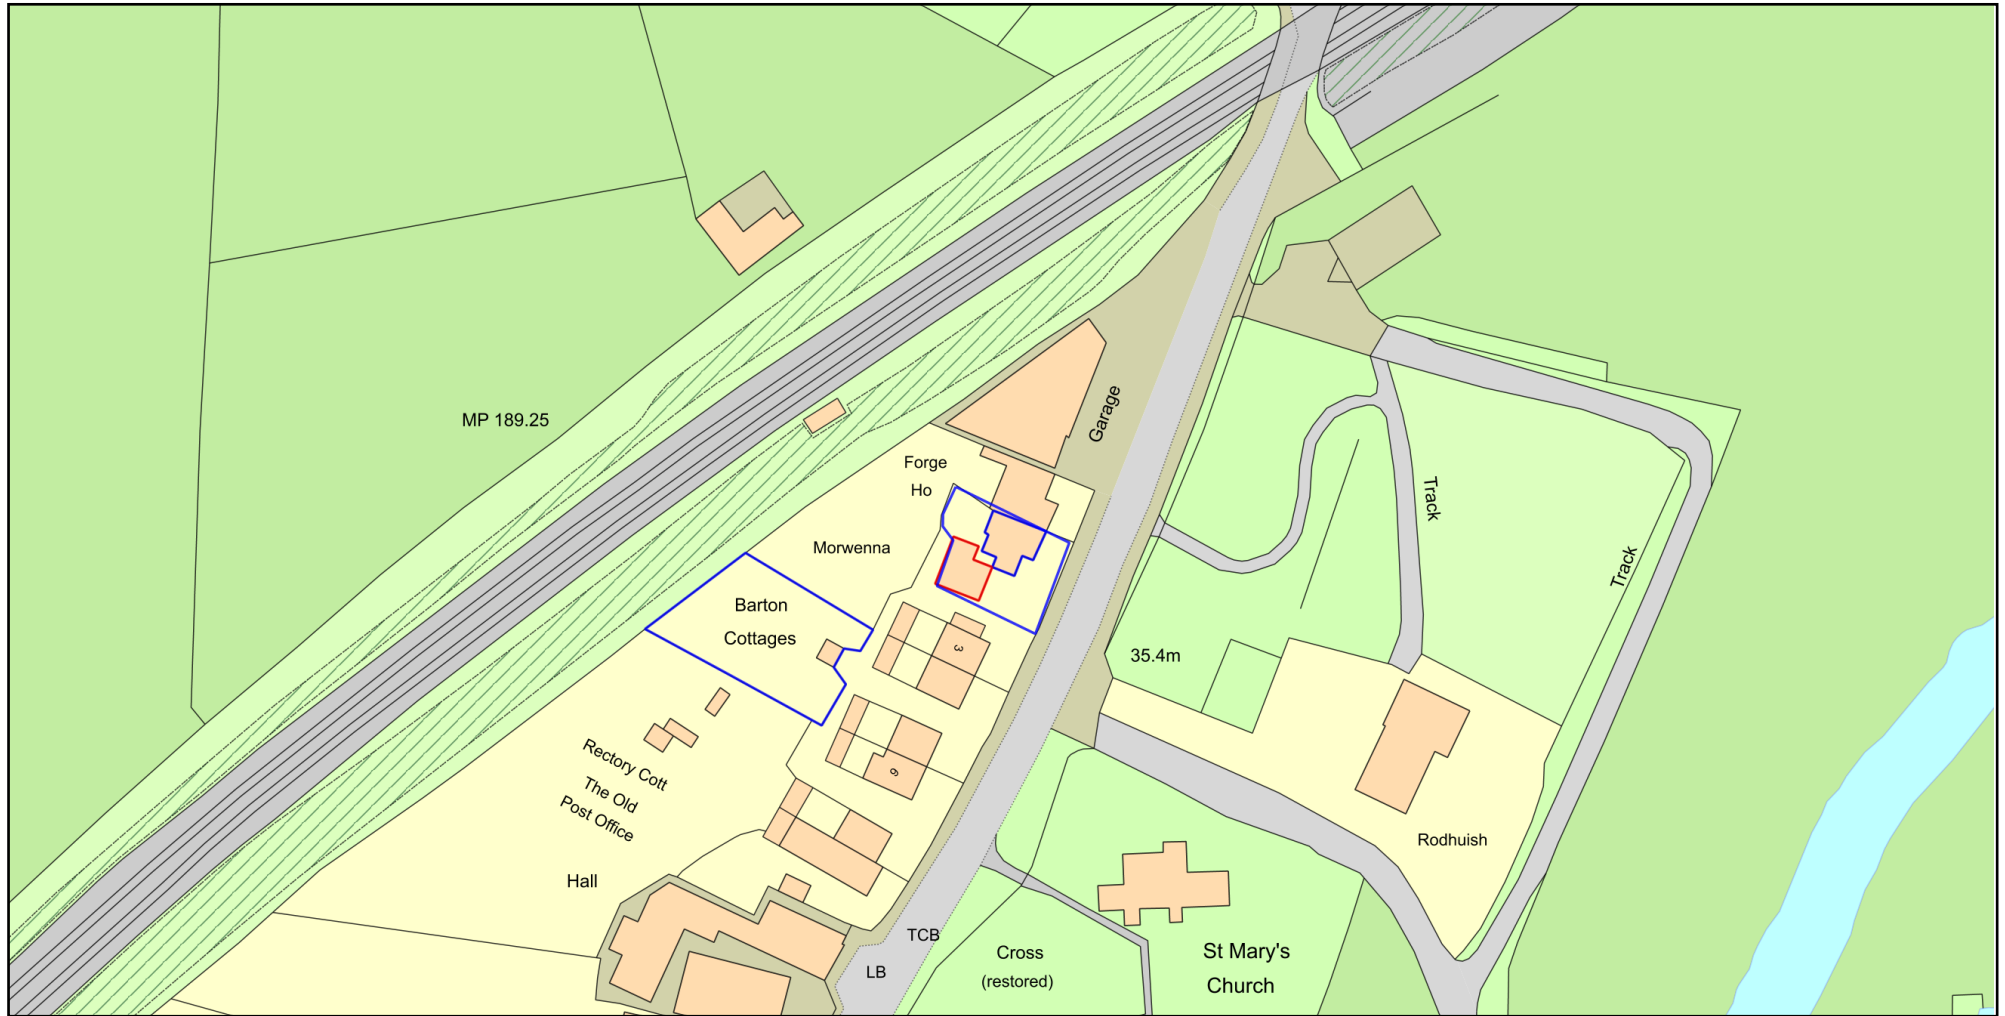 MP 189.25
Garage
Forge
Ho
Track
Morwenna
Track
Barton
Cottages
3
35.4m
Rectory Cott
6
The Old
Post Office
Rodhuish
Hall
TCB
Cross
(restored)
St Mary's
Church
LB